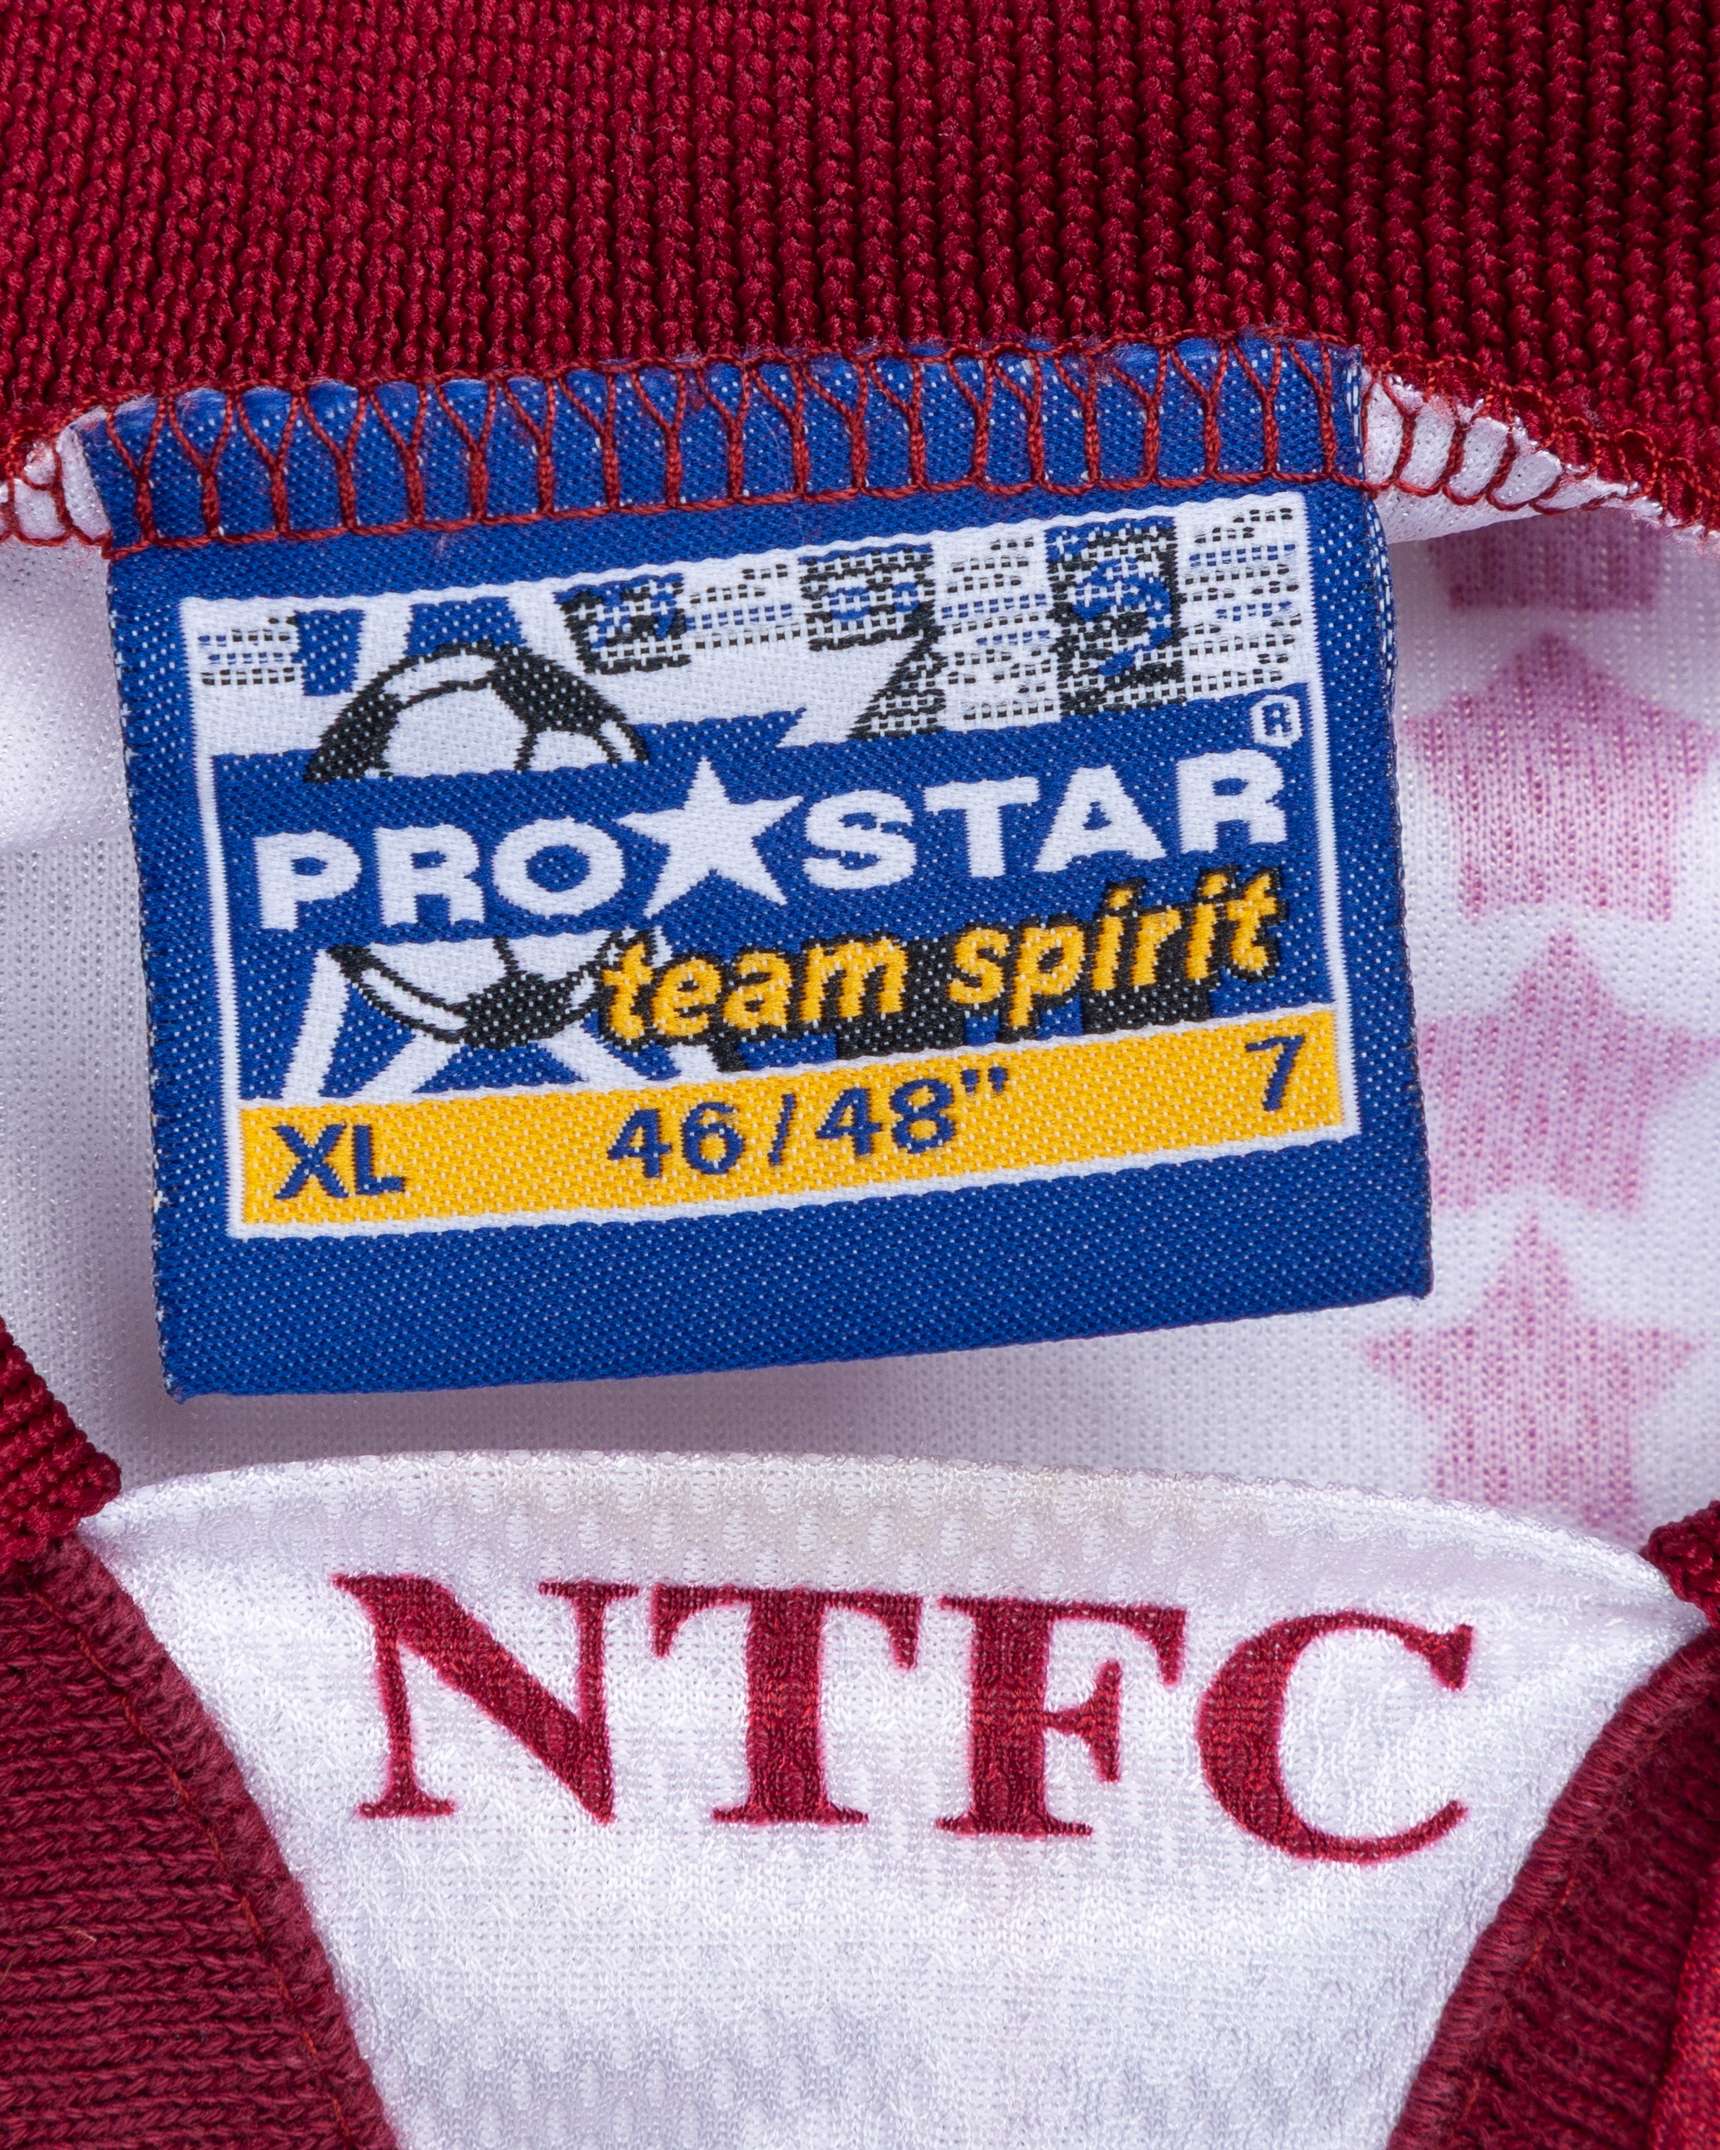 PRO★STAR®
team spirit
XL 46/48" 7
NTFC